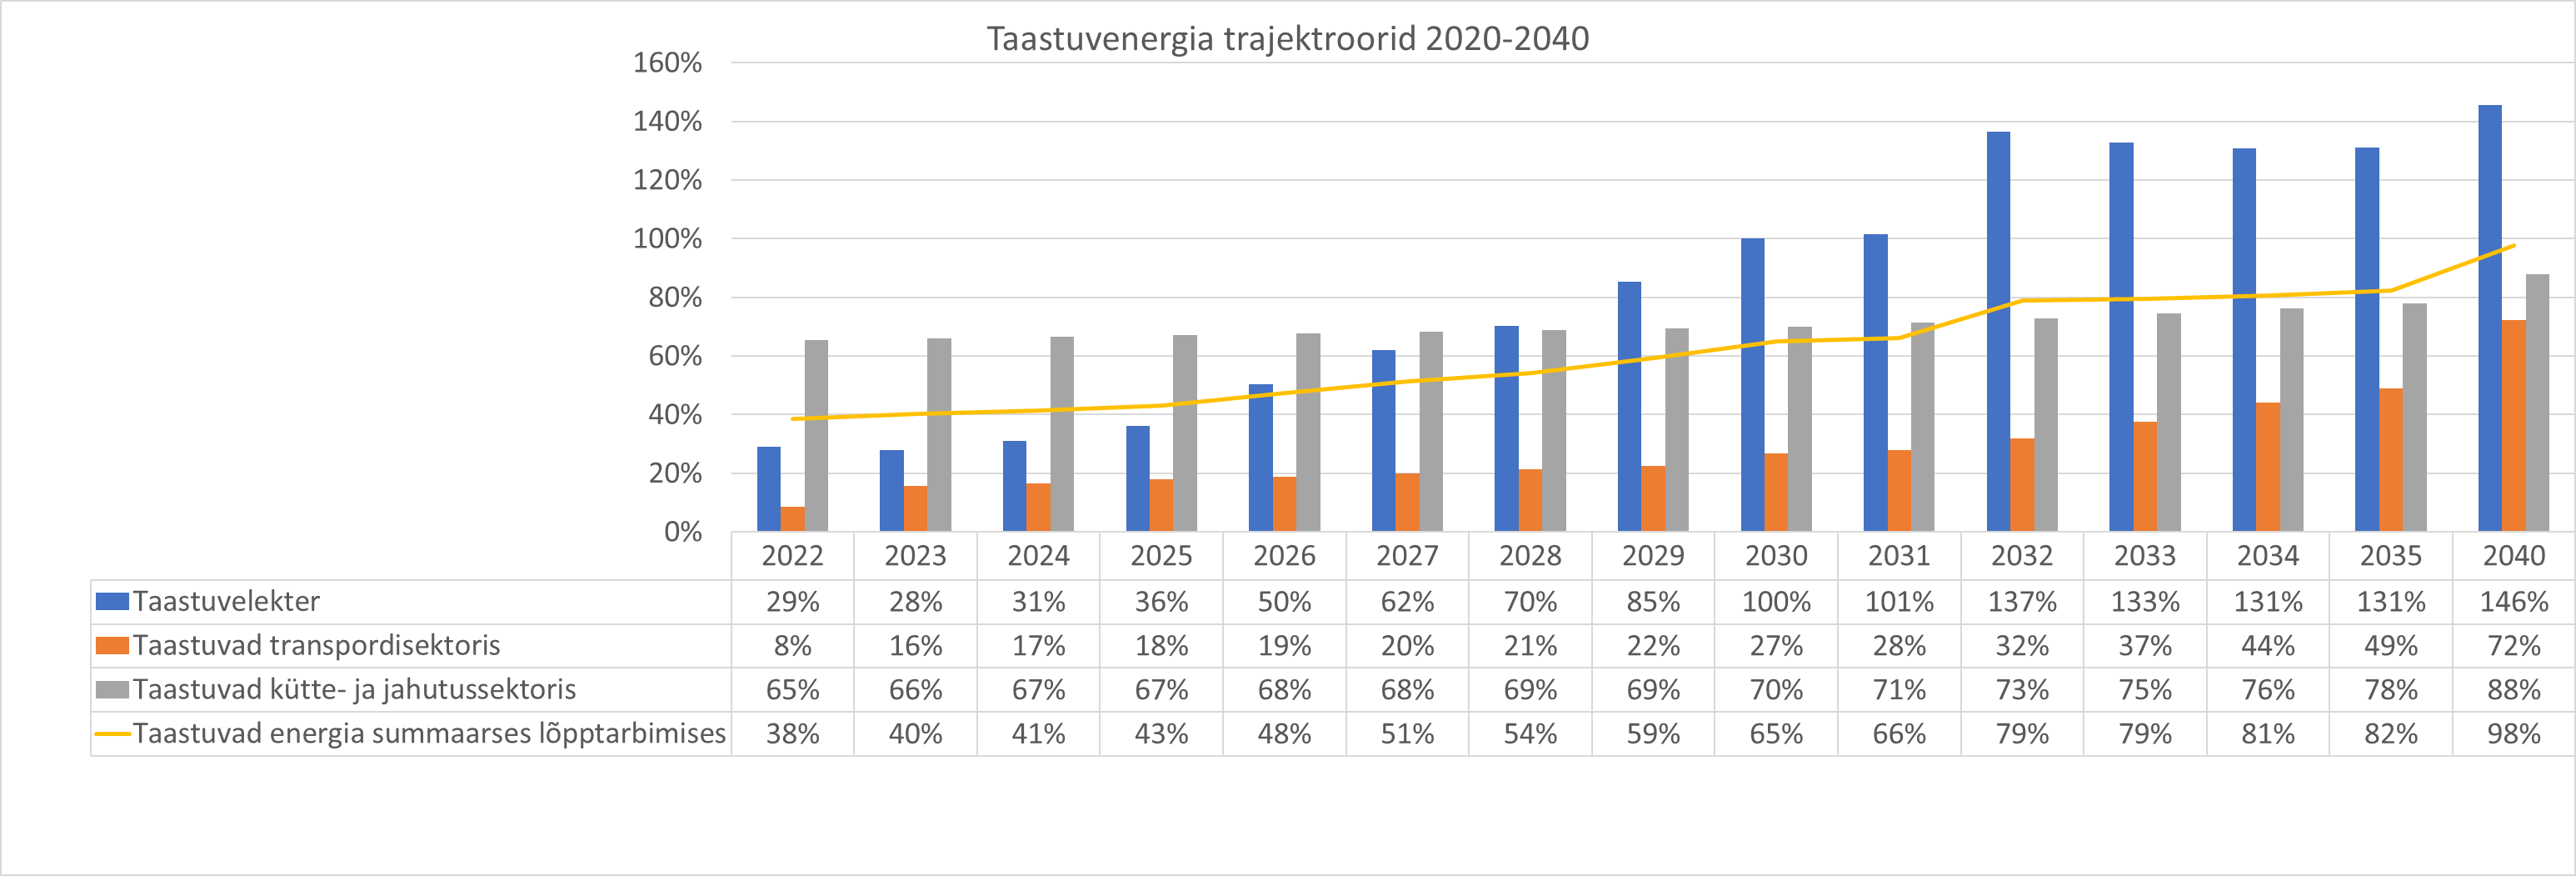 Taastuvenergia trajektroorid 2020-2040
160%
140%
120%
100%
80%
60%
40%
20%
0%
2022 2023 2024 2025 2026 2027 2028 2029 2030 2031 2032 2033 2034 2035 2040
Taastuvelekter 29% 28% 31% 36% 50% 62% 70% 85% 100% 101% 137% 133% 131% 131% 146%
Taastuvad transpordisektoris 8% 16% 17% 18% 19% 20% 21% 22% 27% 28% 32% 37% 44% 49% 72%
Taastuvad kütte- ja jahutussektoris 65% 66% 67% 67% 68% 68% 69% 69% 70% 71% 73% 75% 76% 78% 88%
Taastuvad energia summaarses lõpptarbimises 38% 40% 41% 43% 48% 51% 54% 59% 65% 66% 79% 79% 81% 82% 98%